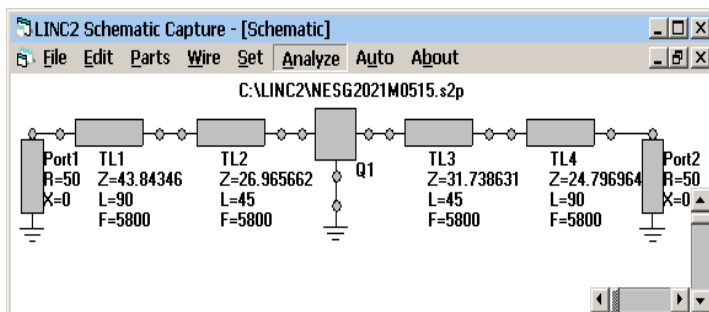 LINC2 Schematic Capture - [Schematic]
File Edit Parts Wire Set Analyze Auto About
C:\LINC2\NESG2021M0515.s2p
Port1 TL1 TL2 Q1 TL3 TL4 Port2
R=50 Z=43.84346 Z=26.965662 Z=31.738631 Z=24.796964 R=50
X=0 L=90 L=45 L=45 L=90 X=0
F=5800 F=5800 F=5800 F=5800